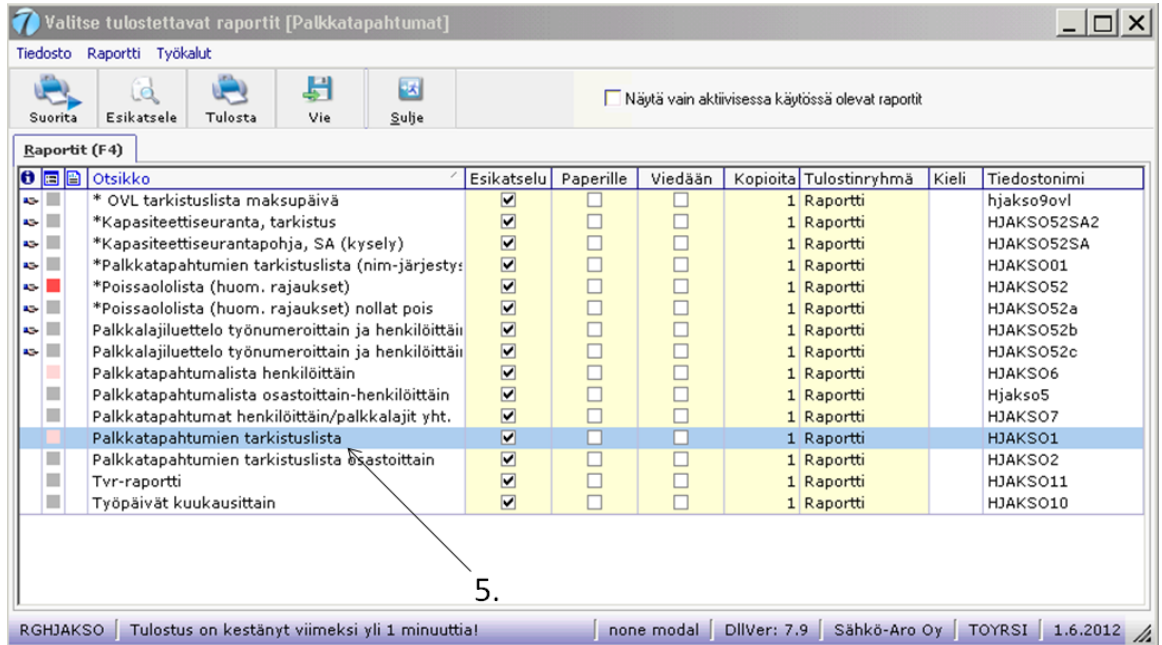 Valitse tulostettavat raportit [Palkkatapahtumat]
Tiedosto Raportti Työkalut
Suorita Esikatsele Tulosta Vie Sulje
Näytä vain aktiivisessa käytössä olevat raportit
Raportit (F4)
Otsikko Esikatselu Paperille Viedään Kopioita Tulostinryhmä Kieli Tiedostonimi
* OVL tarkistuslista maksupäivä 1 Raportti hjakso9ovl
*Kapasiteettiseuranta, tarkistus 1 Raportti HJAKSO52SA2
*Kapasiteettiseurantapohja, SA (kysely) 1 Raportti HJAKSO52SA
*Palkkatapahtumien tarkistuslista (nim-järjestys 1 Raportti HJAKSO01
*Poissaololista (huom. rajaukset) 1 Raportti HJAKSO52
*Poissaololista (huom. rajaukset) nollat pois 1 Raportti HJAKSO52a
Palkkalajiluettelo työnumeroittain ja henkilöittäin 1 Raportti HJAKSO52b
Palkkalajiluettelo työnumeroittain ja henkilöittäin 1 Raportti HJAKSO52c
Palkkatapahtumalista henkilöittäin 1 Raportti HJAKSO6
Palkkatapahtumalista osastoittain-henkilöittäin 1 Raportti Hjakso5
Palkkatapahtumat henkilöittäin/palkkalajit yht. 1 Raportti HJAKSO7
Palkkatapahtumien tarkistuslista 1 Raportti HJAKSO1
Palkkatapahtumien tarkistuslista osastoittain 1 Raportti HJAKSO2
Tvr-raportti 1 Raportti HJAKSO11
Työpäivät kuukausittain 1 Raportti HJAKSO10
5.
RGHJAKSO Tulostus on kestänyt viimeksi yli 1 minuuttia! none modal DllVer: 7.9 Sähkö-Aro Oy TOYRSI 1.6.2012